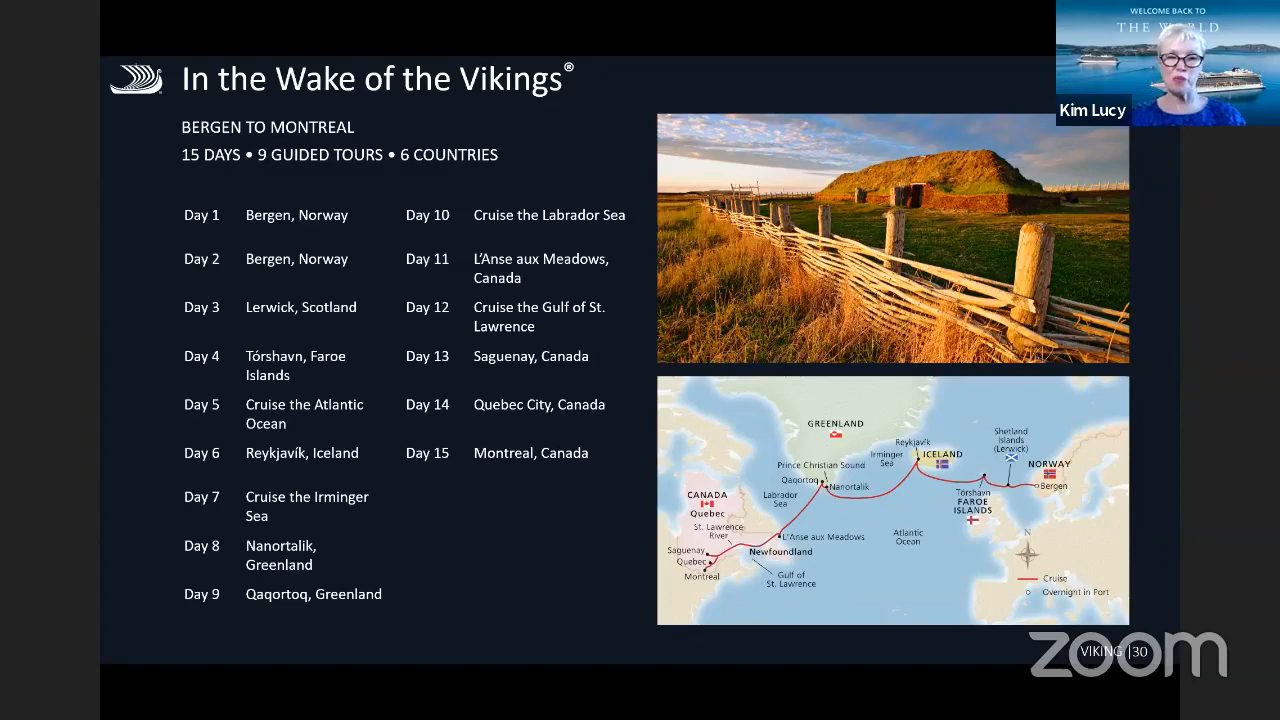 WELCOME BACK TO
THE WORLD
Kim Lucy
In the Wake of the Vikings®
BERGEN TO MONTREAL
15 DAYS • 9 GUIDED TOURS • 6 COUNTRIES
Day 1 Bergen, Norway
Day 2 Bergen, Norway
Day 3 Lerwick, Scotland
Day 4 Tórshavn, Faroe
Islands
Day 5 Cruise the Atlantic
Ocean
Day 6 Reykjavík, Iceland
Day 7 Cruise the Irminger
Sea
Day 8 Nanortalik,
Greenland
Day 9 Qaqortoq, Greenland
Day 10 Cruise the Labrador Sea
Day 11 L'Anse aux Meadows,
Canada
Day 12 Cruise the Gulf of St.
Lawrence
Day 13 Saguenay, Canada
Day 14 Quebec City, Canada
Day 15 Montreal, Canada
GREENLAND
Reykjavík
ICELAND
Irminger
Sea
Shetland
Islands
(Lerwick)
NORWAY
Bergen
Prince Christian Sound
Qaqortoq
Nanortalik
Tórshavn
FAROE
ISLANDS
Labrador
Sea
CANADA
Quebec
St. Lawrence
River
L'Anse aux Meadows
Atlantic
Ocean
Newfoundland
Saguenay
Quebec
Montreal
Gulf of
St. Lawrence
N
Cruise
Overnight in Port
VIKING |30
zoom